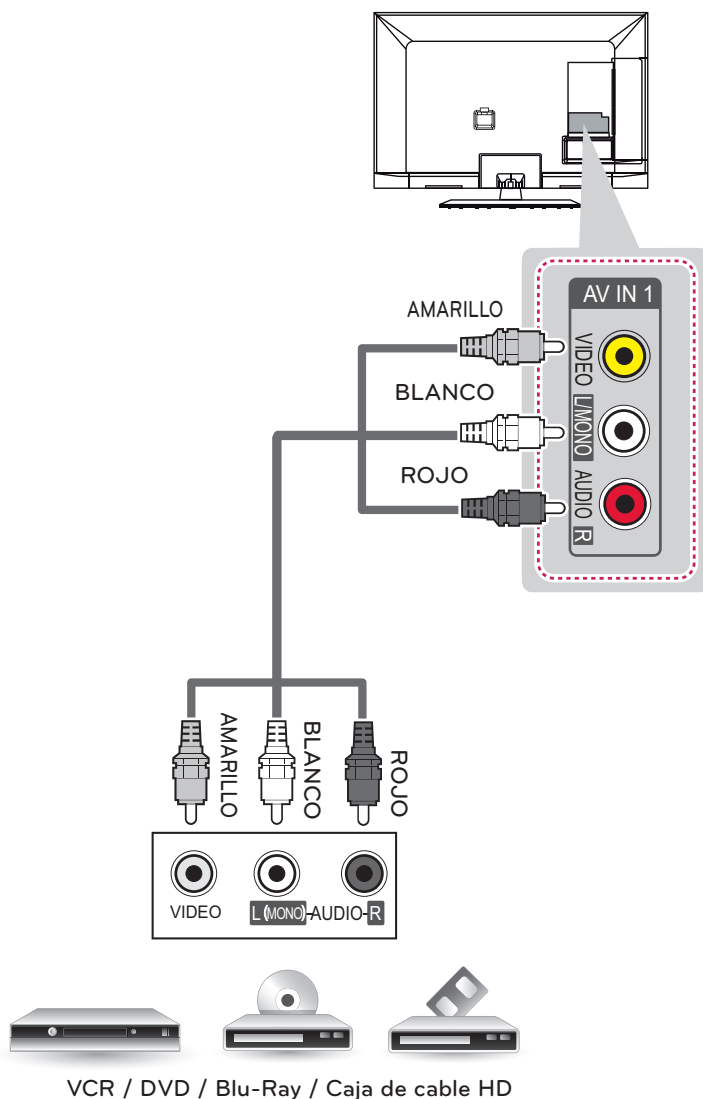 AV IN 1
AMARILLO
VIDEO
BLANCO
L/MONO
ROJO
AUDIO
R
AMARILLO
BLANCO
ROJO
VIDEO
L(MONO)-AUDIO-R
VCR / DVD / Blu-Ray / Caja de cable HD